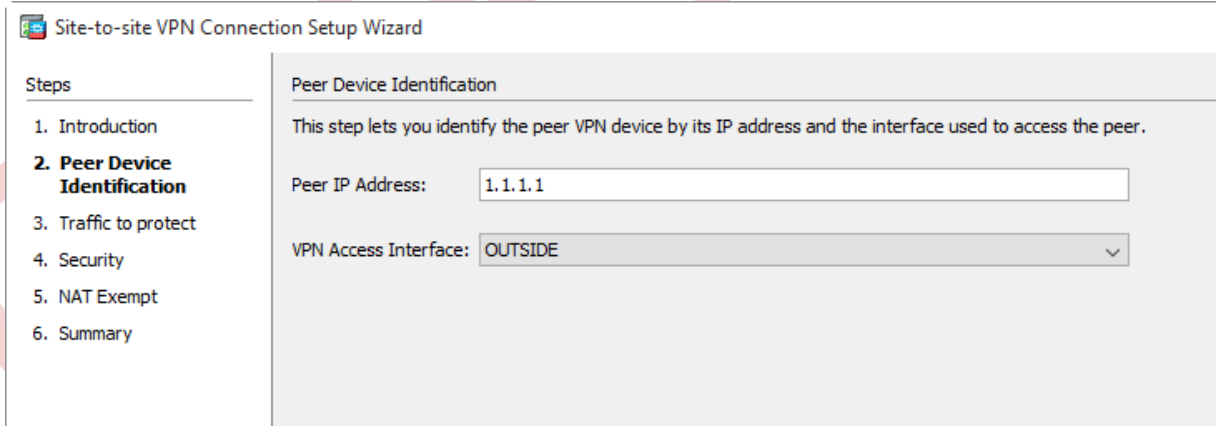 Site-to-site VPN Connection Setup Wizard
Steps
1. Introduction
2. Peer Device
Identification
3. Traffic to protect
4. Security
5. NAT Exempt
6. Summary
Peer Device Identification
This step lets you identify the peer VPN device by its IP address and the interface used to access the peer.
Peer IP Address: 1.1.1.1
VPN Access Interface: OUTSIDE